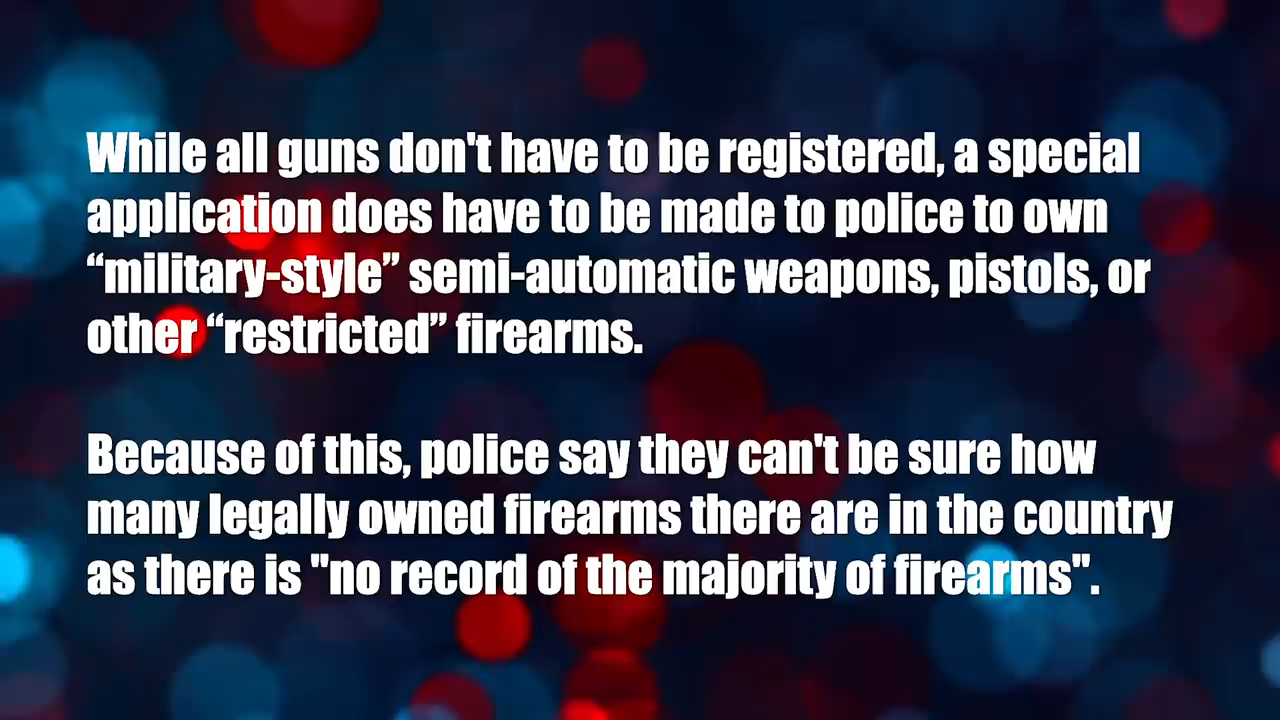 While all guns don't have to be registered, a special
application does have to be made to police to own
“military-style” semi-automatic weapons, pistols, or
other “restricted” firearms.
Because of this, police say they can't be sure how
many legally owned firearms there are in the country
as there is "no record of the majority of firearms".